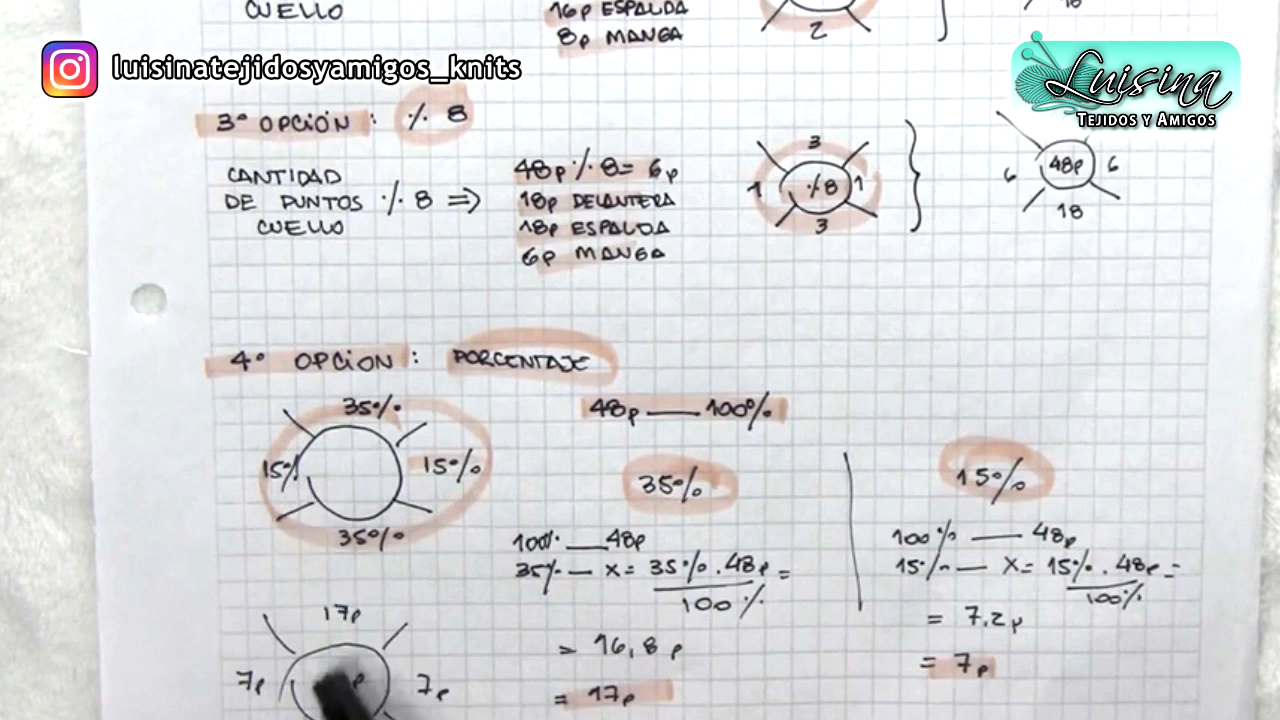 CUELLO
16p ESPALDA
8p MANGA
2
18
luisinatejidosyamigos_knits
Luisina
TEJIDOS Y AMIGOS
3° OPCIÓN: ·/. 8
CANTIDAD
DE PUNTOS ·/. 8 =>
CUELLO
48p ·/. 8 = 6p
18p DELANTERA
18p ESPALDA
6p MANGA
3
1 ·/. 8 1
3
6 48p 6
18
4° OPCION: PORCENTAJE
35%
15% 15%
35%
48p — 100%
35%
100% — 48p
35% — X = 35% . 48p =
100%
= 16,8 p
= 17p
15%
100% — 48p
15% — X = 15% . 48p =
100%
= 7.2p
= 7p
17p
7p p 7p